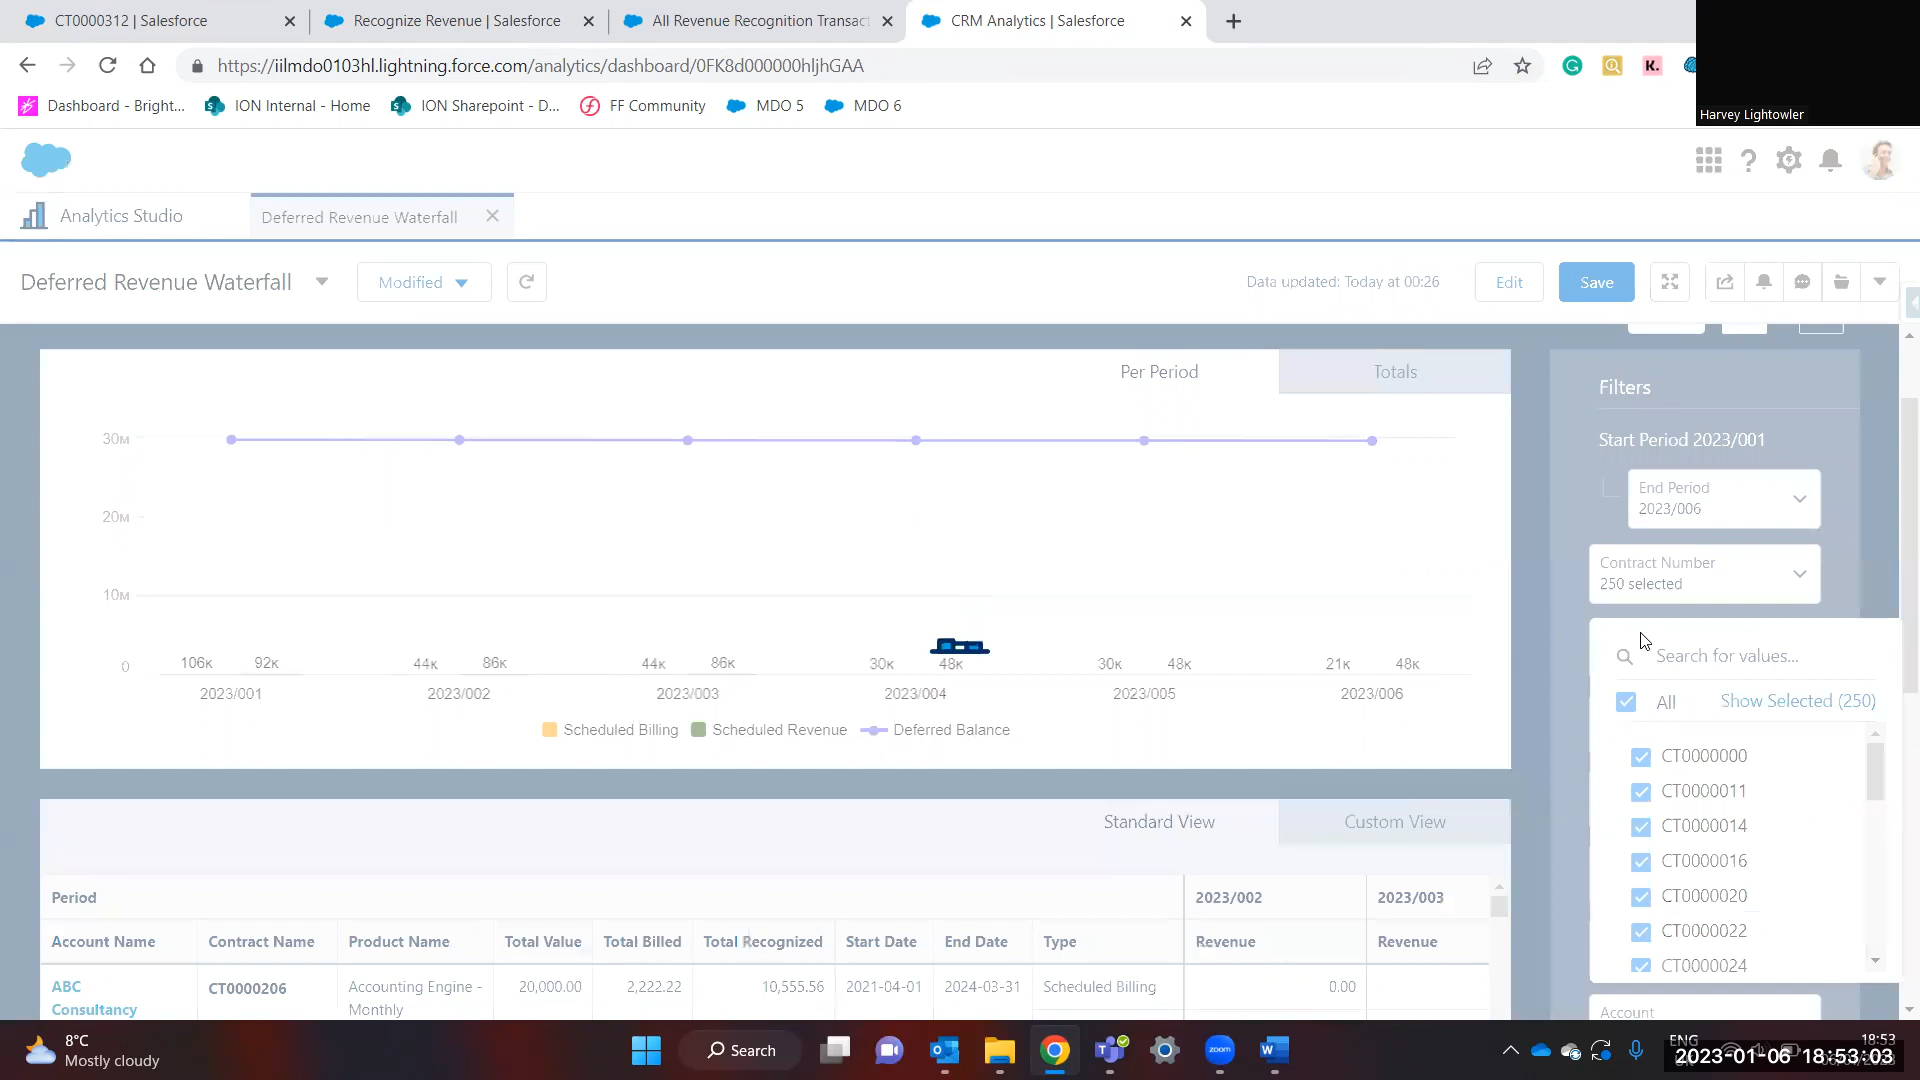 CT0000312 | Salesforce
Recognize Revenue | Salesforce
All Revenue Recognition Transact
CRM Analytics | Salesforce
https://iilmdo0103hl.lightning.force.com/analytics/dashboard/0FK8d000000hljhGAA
K.
Dashboard - Bright...
ION Internal - Home
ION Sharepoint - D...
FF Community
MDO 5
MDO 6
Harvey Lightowler
Analytics Studio
Deferred Revenue Waterfall
Deferred Revenue Waterfall
Modified
Data updated: Today at 00:26
Edit
Save
Per Period
Totals
30M
20M
10M
0
106K 92K 44K 86K 44K 86K 30K 48K 30K 48K 21K 48K
2023/001 2023/002 2023/003 2023/004 2023/005 2023/006
Scheduled Billing Scheduled Revenue Deferred Balance
Filters
Start Period 2023/001
End Period
2023/006
Contract Number
250 selected
Search for values...
All Show Selected (250)
CT0000000
CT0000011
CT0000014
CT0000016
CT0000020
CT0000022
CT0000024
Account
Standard View
Custom View
Period 2023/002 2023/003
Account Name Contract Name Product Name Total Value Total Billed Total Recognized Start Date End Date Type Revenue Revenue
ABC Consultancy CT0000206 Accounting Engine - Monthly 20,000.00 2,222.22 10,555.56 2021-04-01 2024-03-31 Scheduled Billing 0.00
8°C
Mostly cloudy
Search
zoom
ENG
18:53
2023-01-06 18:53:03